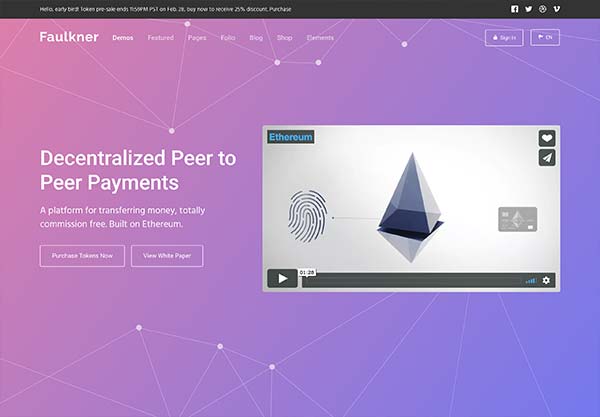 Hello, early bird! Token pre-sale ends 11:59PM PST on Feb. 28, buy now to receive 25% discount. Purchase
Faulkner Demos Featured Pages Folio Blog Shop Elements Sign In CN
Ethereum
Decentralized Peer to
Peer Payments
A platform for transferring money, totally
commission free. Built on Ethereum.
Purchase Tokens Now View White Paper
01:28